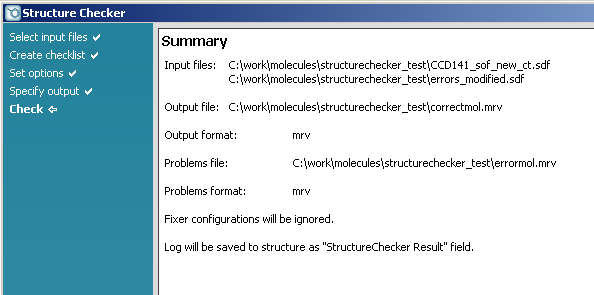 Structure Checker
Select input files ✓
Create checklist ✓
Set options ✓
Specify output ✓
Check ⇦
Summary
Input files: C:\work\molecules\structurechecker_test\CCD141_sof_new_ct.sdf
C:\work\molecules\structurechecker_test\errors_modified.sdf
Output file: C:\work\molecules\structurechecker_test\correctmol.mrv
Output format: mrv
Problems file: C:\work\molecules\structurechecker_test\errormol.mrv
Problems format: mrv
Fixer configurations will be ignored.
Log will be saved to structure as "StructureChecker Result" field.